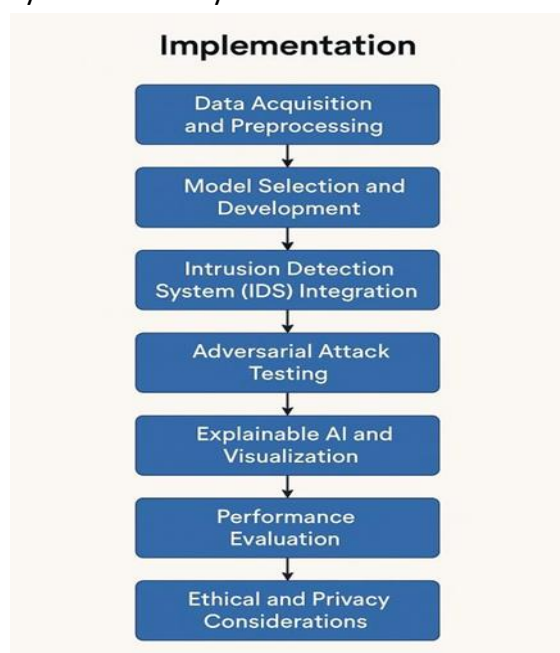 Implementation
Data Acquisition
and Preprocessing
Model Selection and
Development
Intrusion Detection
System (IDS) Integration
Adversarial Attack
Testing
Explainable AI and
Visualization
Performance
Evaluation
Ethical and Privacy
Considerations